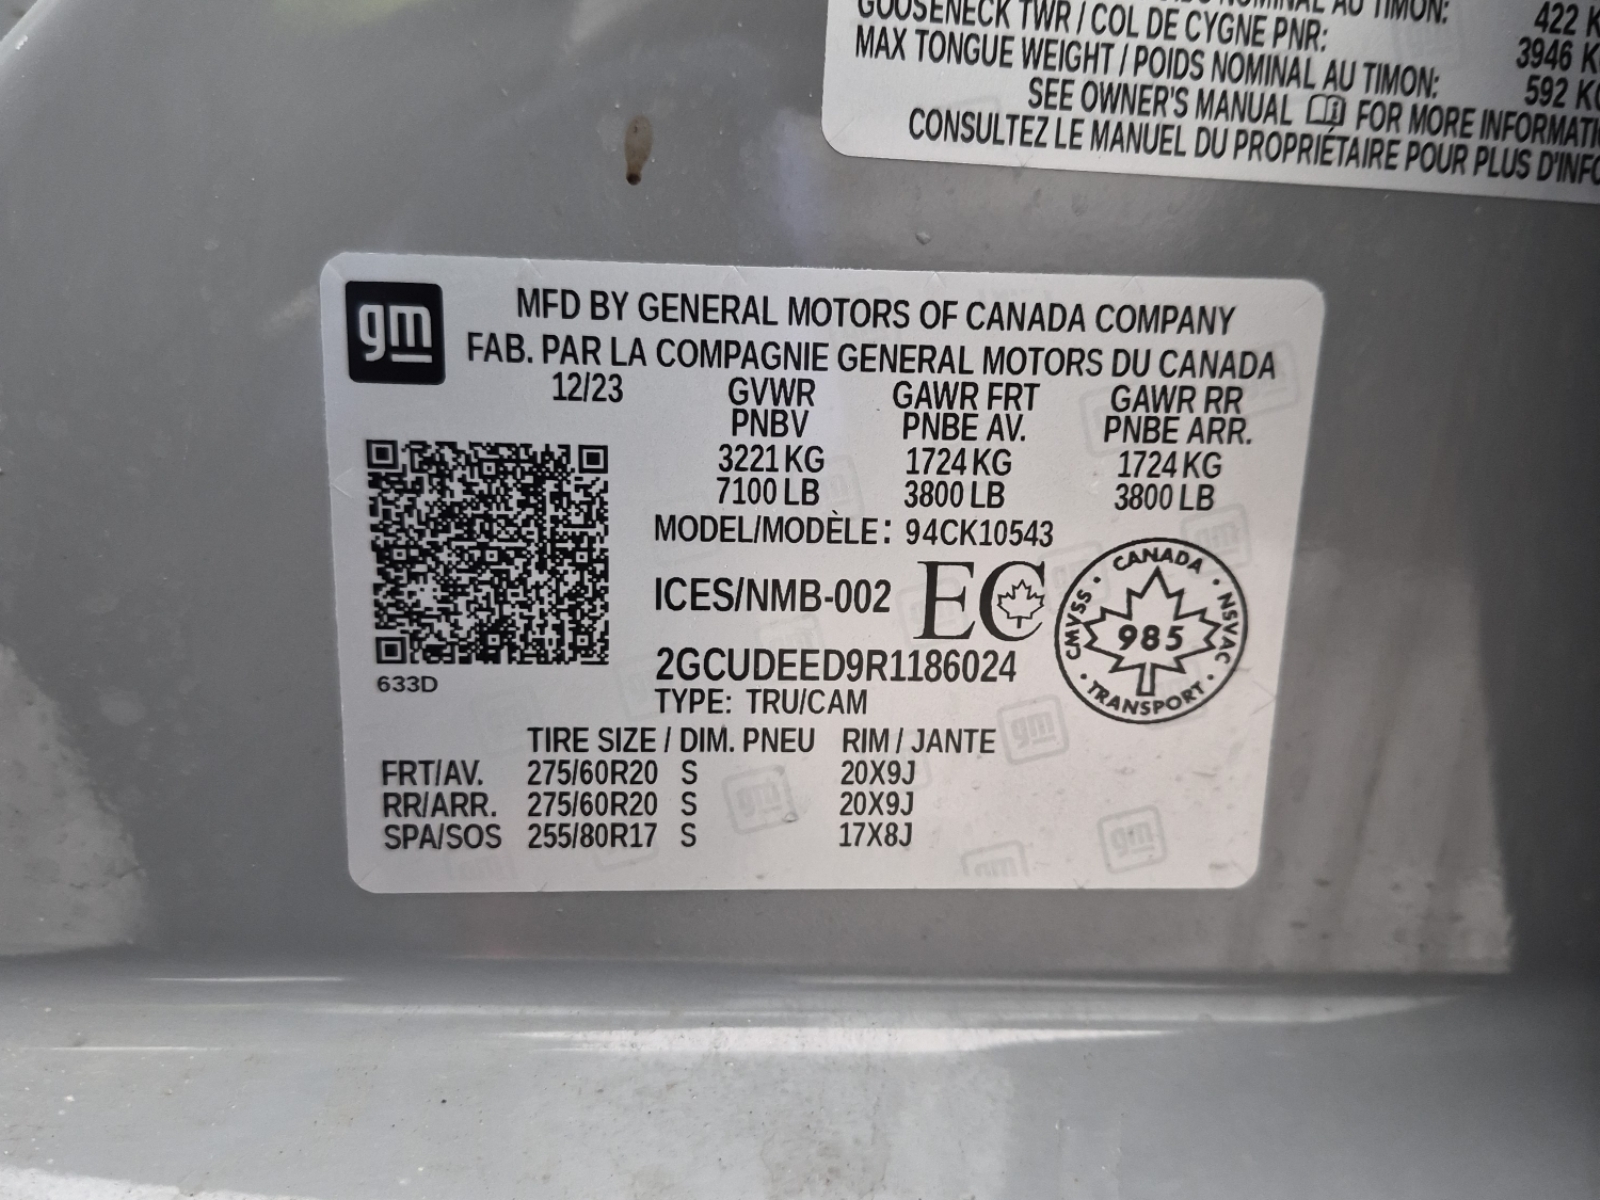 NOMINAL AU TIMON: 422 K
GOOSENECK TWR / COL DE CYGNE PNR: 3946 K
MAX TONGUE WEIGHT / POIDS NOMINAL AU TIMON: 592 K
SEE OWNER'S MANUAL FOR MORE INFORMATI
CONSULTEZ LE MANUEL DU PROPRIÉTAIRE POUR PLUS D'INFO
gm
MFD BY GENERAL MOTORS OF CANADA COMPANY
FAB. PAR LA COMPAGNIE GENERAL MOTORS DU CANADA
12/23 GVWR GAWR FRT GAWR RR
PNBV PNBE AV. PNBE ARR.
3221 KG 1724 KG 1724 KG
7100 LB 3800 LB 3800 LB
MODEL/MODÈLE: 94CK10543
ICES/NMB-002 EC
CANADA · NSVAC · TRANSPORT · CMVSS ·
985
2GCUDEED9R1186024
633D
TYPE: TRU/CAM
TIRE SIZE / DIM. PNEU RIM / JANTE
FRT/AV. 275/60R20 S 20X9J
RR/ARR. 275/60R20 S 20X9J
SPA/SOS 255/80R17 S 17X8J